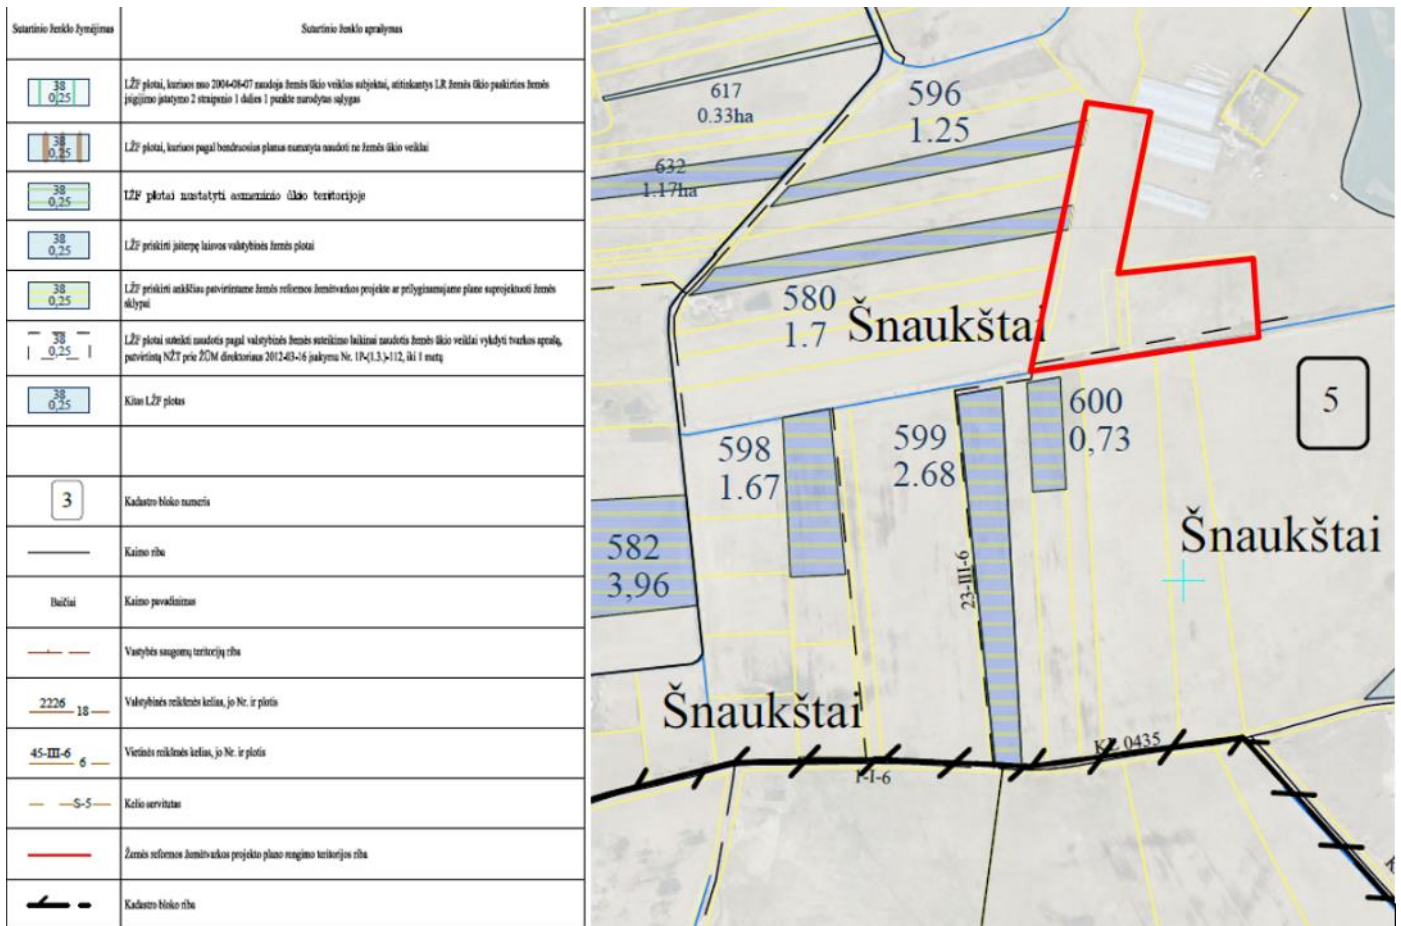 Sutartinio ženklo žymėjimas
Sutartinio ženklo aprašymas
38
0,25
LŽF plotai, kuriuos nuo 2004-08-07 naudoja žemės ūkio veiklos subjektai, atitinkantys LR žemės ūkio paskirties žemės
įsigijimo įstatymo 2 straipsnio 1 dalies 1 punkte nurodytas sąlygas
38
0,25
LŽF plotai, kuriuos pagal bendruosius planus numatyta naudoti ne žemės ūkio veiklai
38
0,25
LŽF plotai nustatyti asmeninio ūkio teritorijoje
38
0,25
LŽF priskirti įsiterpę laisvos valstybinės žemės plotai
38
0,25
LŽF priskirti anksčiau patvirtintame žemės reformos žemėtvarkos projekte ar prilyginamajame plane suprojektuoti žemės
sklypai
38
0,25
LŽF plotai suteikti naudotis pagal valstybinės žemės suteikimo laikinai naudotis žemės ūkio veiklai vykdyti tvarkos aprašą,
patvirtintą NŽT prie ŽŪM direktoriaus 2012-03-16 įsakymu Nr. 1P-(1.3.)-112, iki 1 metų
38
0,25
Kitas LŽF plotas
3
Kadastro bloko numeris
Kaimo riba
Baičiai
Kaimo pavadinimas
Vastybės saugomų teritorijų riba
2226
18
Valstybinės reikšmės kelias, jo Nr. ir plotis
45-III-6
6
Vietinės reikšmės kelias, jo Nr. ir plotis
S-5
Kelio servitutas
Žemės reformos žemėtvarkos projekto plano rengimo teritorijos riba
Kadastro bloko riba
617
0.33ha
596
1.25
632
1.17ha
580
1.7
Šnaukštai
5
600
0,73
599
2.68
598
1.67
582
3,96
Šnaukštai
23-III-6
Šnaukštai
KL 0435
I-I-6